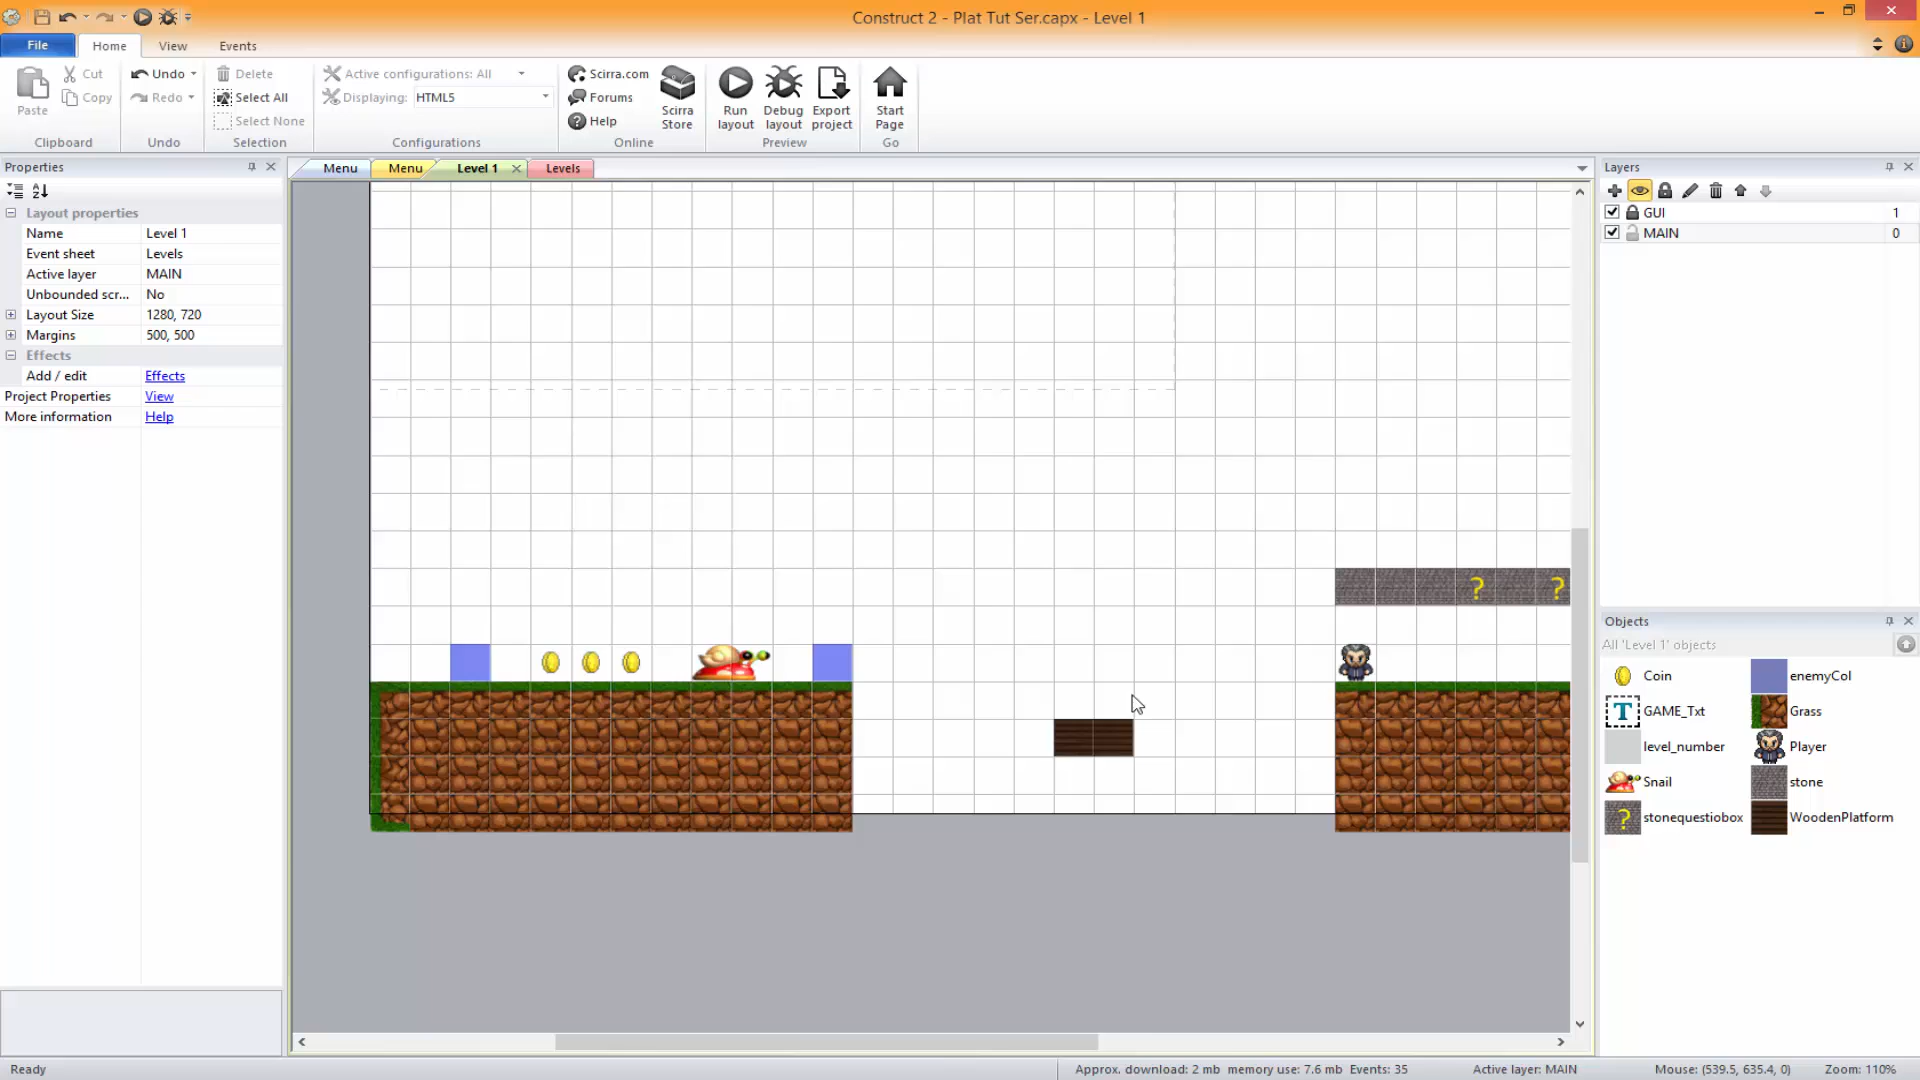 Construct 2 - Plat Tut Ser.capx - Level 1
File
Home
View
Events
Paste
Cut
Copy
Clipboard
Undo
Redo
Undo
Delete
Select All
Select None
Selection
Active configurations: All
Displaying: HTML5
Configurations
Scirra.com
Forums
Help
Scirra Store
Online
Run layout
Debug layout
Export project
Preview
Start Page
Go
Properties
Menu
Menu
Level 1
Levels
Layers
Layout properties
Name Level 1
Event sheet Levels
Active layer MAIN
Unbounded scr... No
Layout Size 1280, 720
Margins 500, 500
Effects
Add / edit Effects
Project Properties View
More information Help
GUI 1
MAIN 0
?
?
Objects
All 'Level 1' objects
Coin
enemyCol
T GAME_Txt
Grass
level_number
Player
Snail
stone
? stonequestiobox
WoodenPlatform
Ready
Approx. download: 2 mb memory use: 7.6 mb Events: 35
Active layer: MAIN
Mouse: (539.5, 635.4, 0)
Zoom: 110%